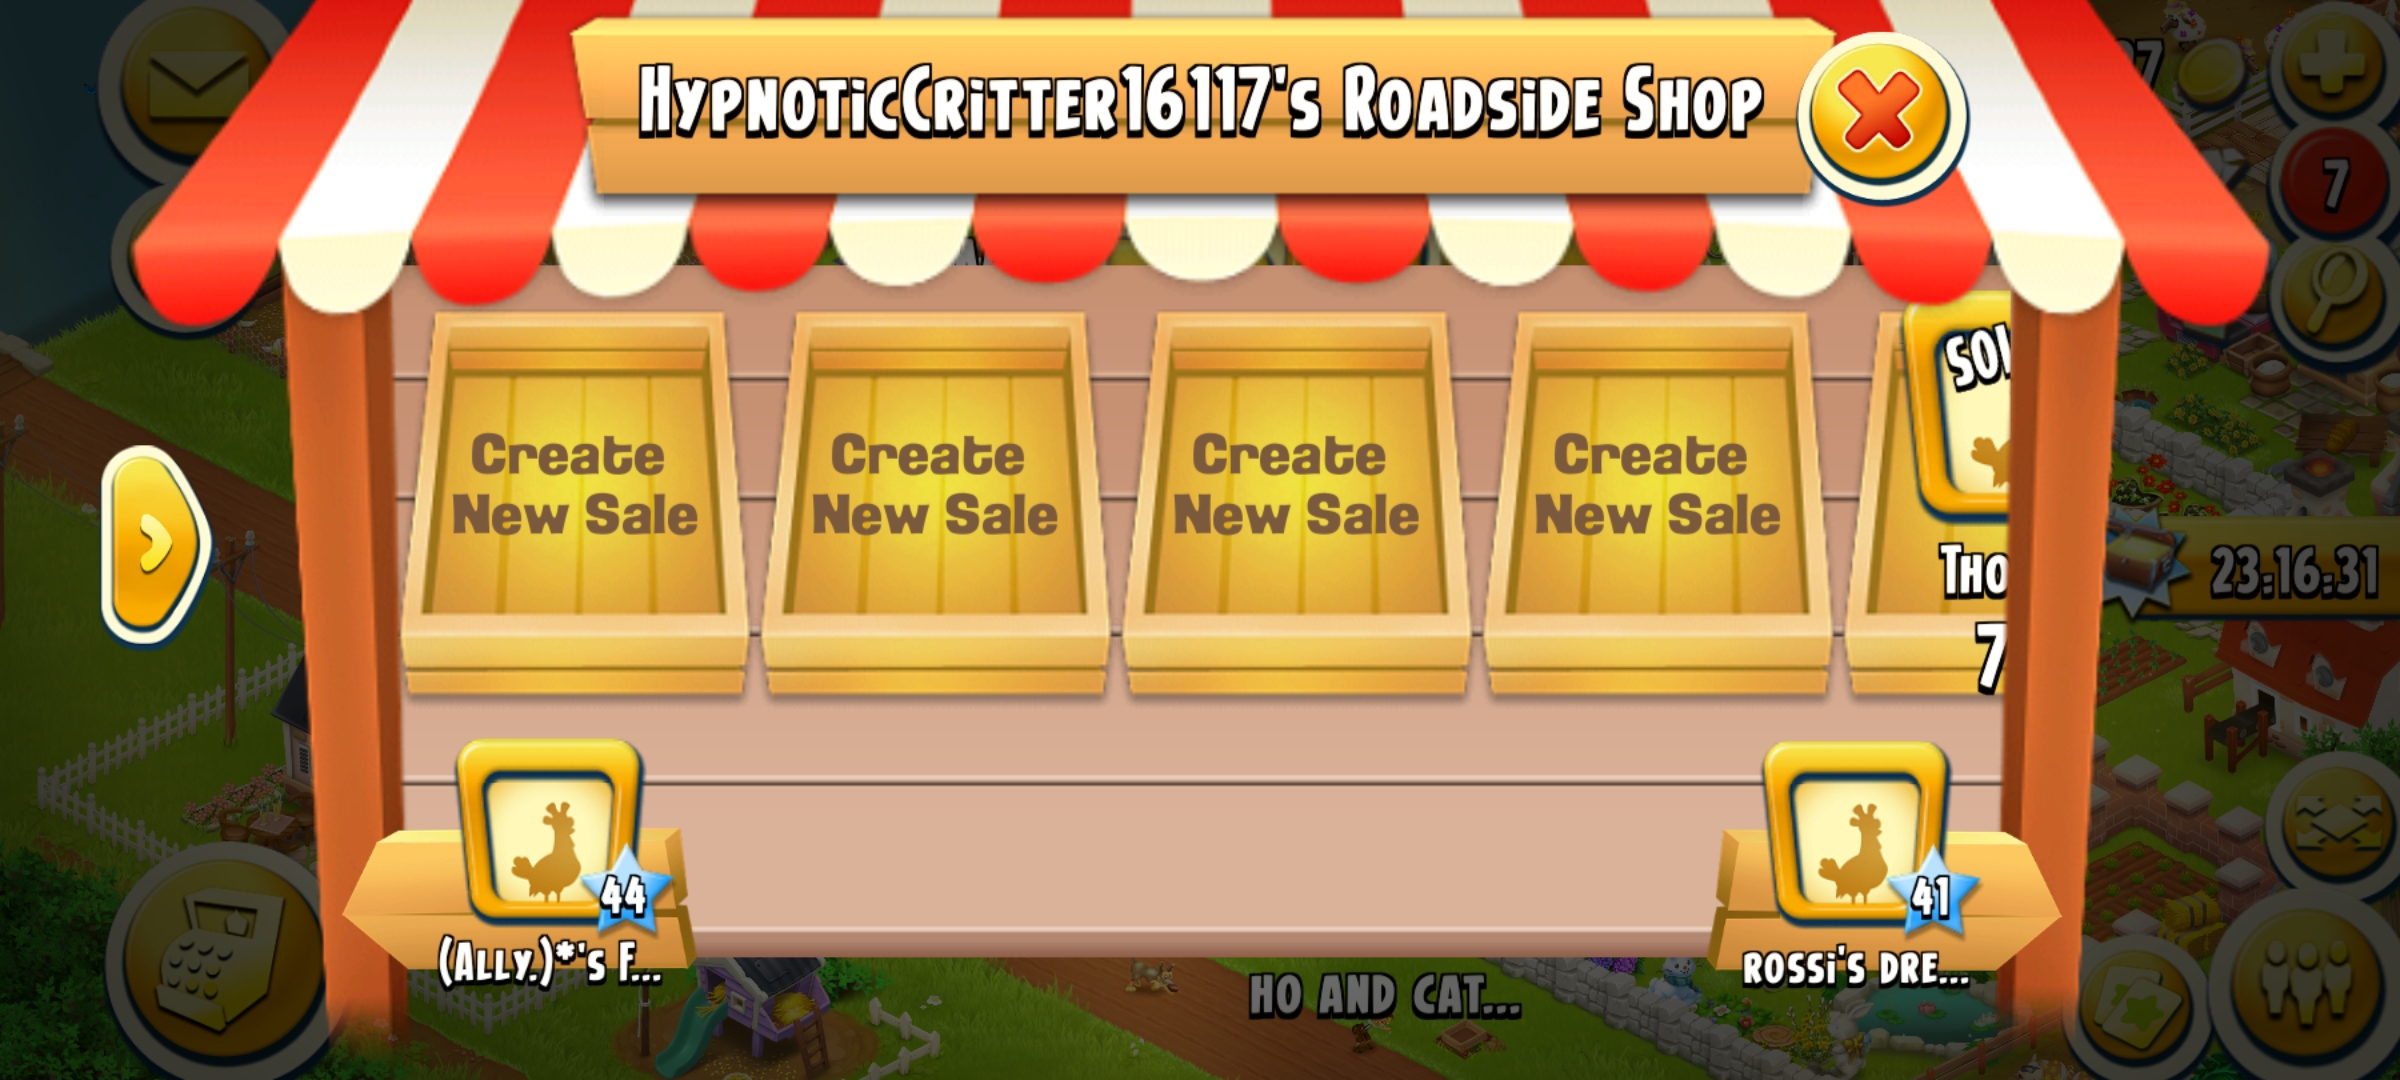 HypnoticCritter16117's Roadside Shop
7
Create
New Sale
Create
New Sale
Create
New Sale
Create
New Sale
23:16:31
7
44
(Ally.)*'s F...
41
ROSSI'S DRE...
HO AND CAT...